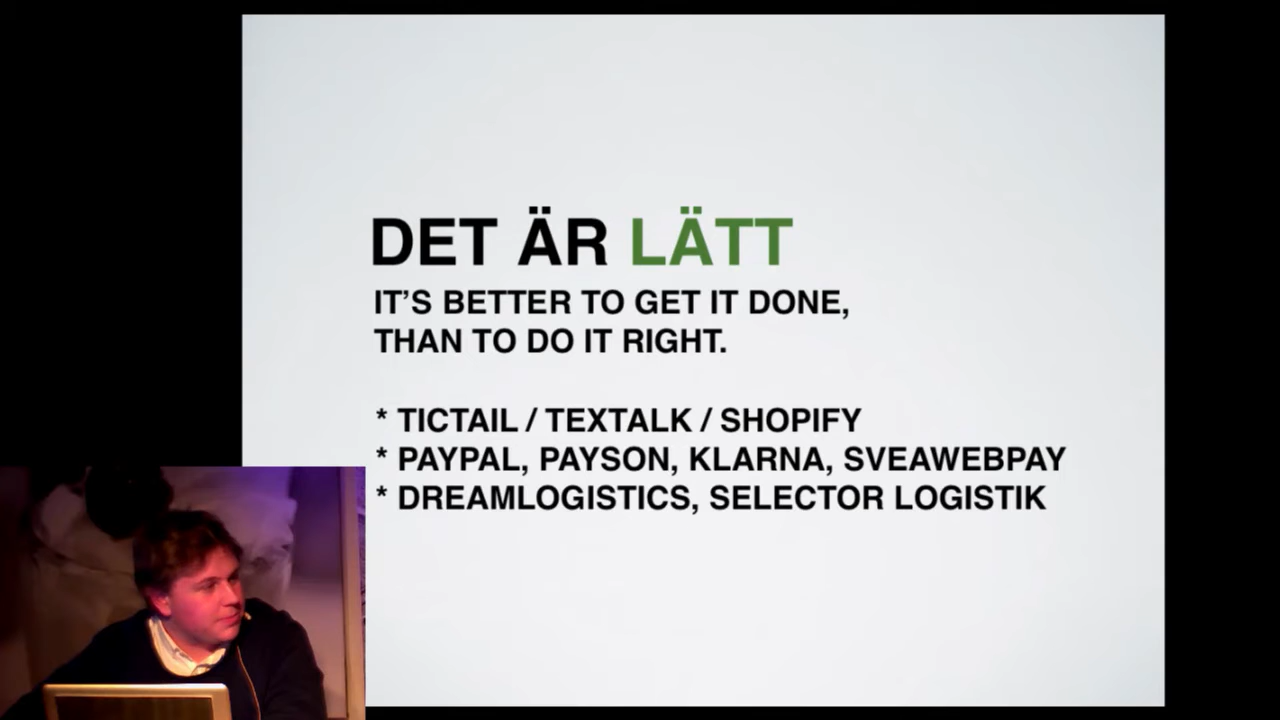 DET ÄR LÄTT
IT’S BETTER TO GET IT DONE,
THAN TO DO IT RIGHT.
* TICTAIL / TEXTALK / SHOPIFY
* PAYPAL, PAYSON, KLARNA, SVEAWEBPAY
* DREAMLOGISTICS, SELECTOR LOGISTIK